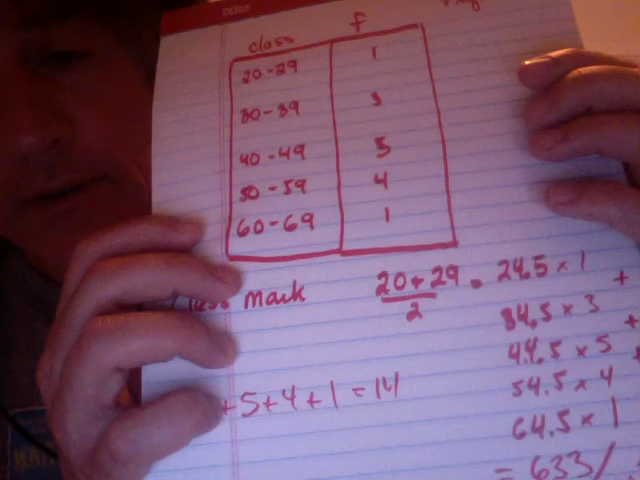 class f
20-29 1
30-39 3
40-49 5
50-59 4
60-69 1
Class Mark 20+29 = 24.5 x 1 +
2
34.5 x 3 +
44.5 x 5 +
54.5 x 4
+5+4+1=14
64.5 x 1
= 633/